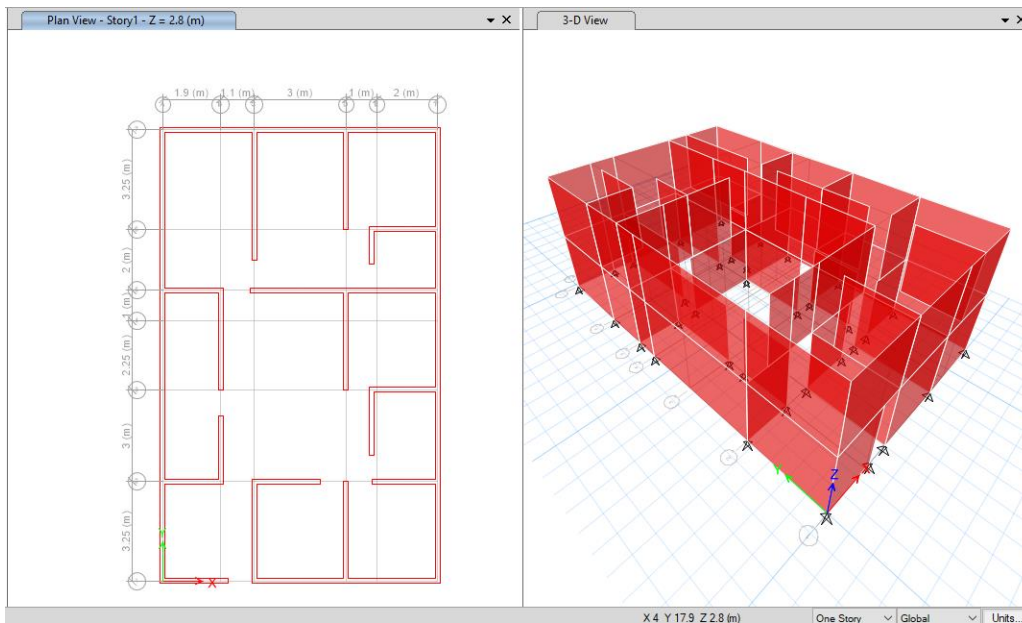 Plan View - Story1 - Z = 2.8 (m)
3-D View
1.9 (m)
1.1 (m)
3 (m)
1 (m)
2 (m)
3.25 (m)
2 (m)
1 (m)
2.25 (m)
3 (m)
3.25 (m)
X
Y
Z
X 4 Y 17.9 Z 2.8 (m)
One Story
Global
Units...